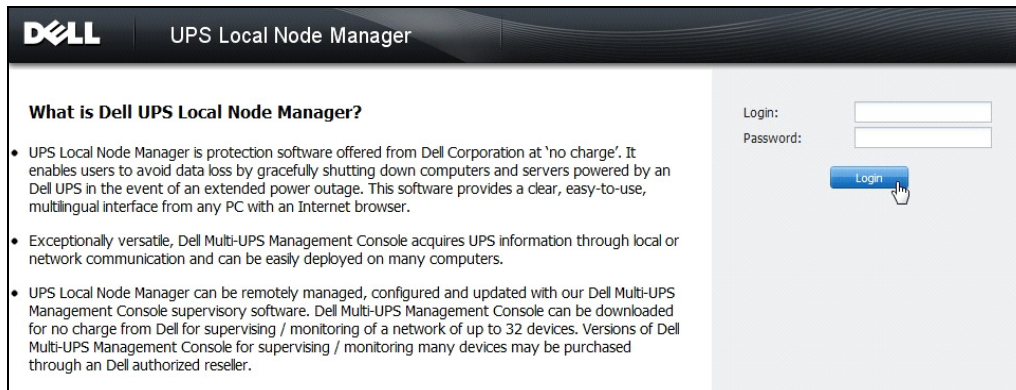 DELL UPS Local Node Manager
What is Dell UPS Local Node Manager?
• UPS Local Node Manager is protection software offered from Dell Corporation at ‘no charge’. It
enables users to avoid data loss by gracefully shutting down computers and servers powered by an
Dell UPS in the event of an extended power outage. This software provides a clear, easy-to-use,
multilingual interface from any PC with an Internet browser.
• Exceptionally versatile, Dell Multi-UPS Management Console acquires UPS information through local or
network communication and can be easily deployed on many computers.
• UPS Local Node Manager can be remotely managed, configured and updated with our Dell Multi-UPS
Management Console supervisory software. Dell Multi-UPS Management Console can be downloaded
for no charge from Dell for supervising / monitoring of a network of up to 32 devices. Versions of Dell
Multi-UPS Management Console for supervising / monitoring many devices may be purchased
through an Dell authorized reseller.
Login:
Password:
Login